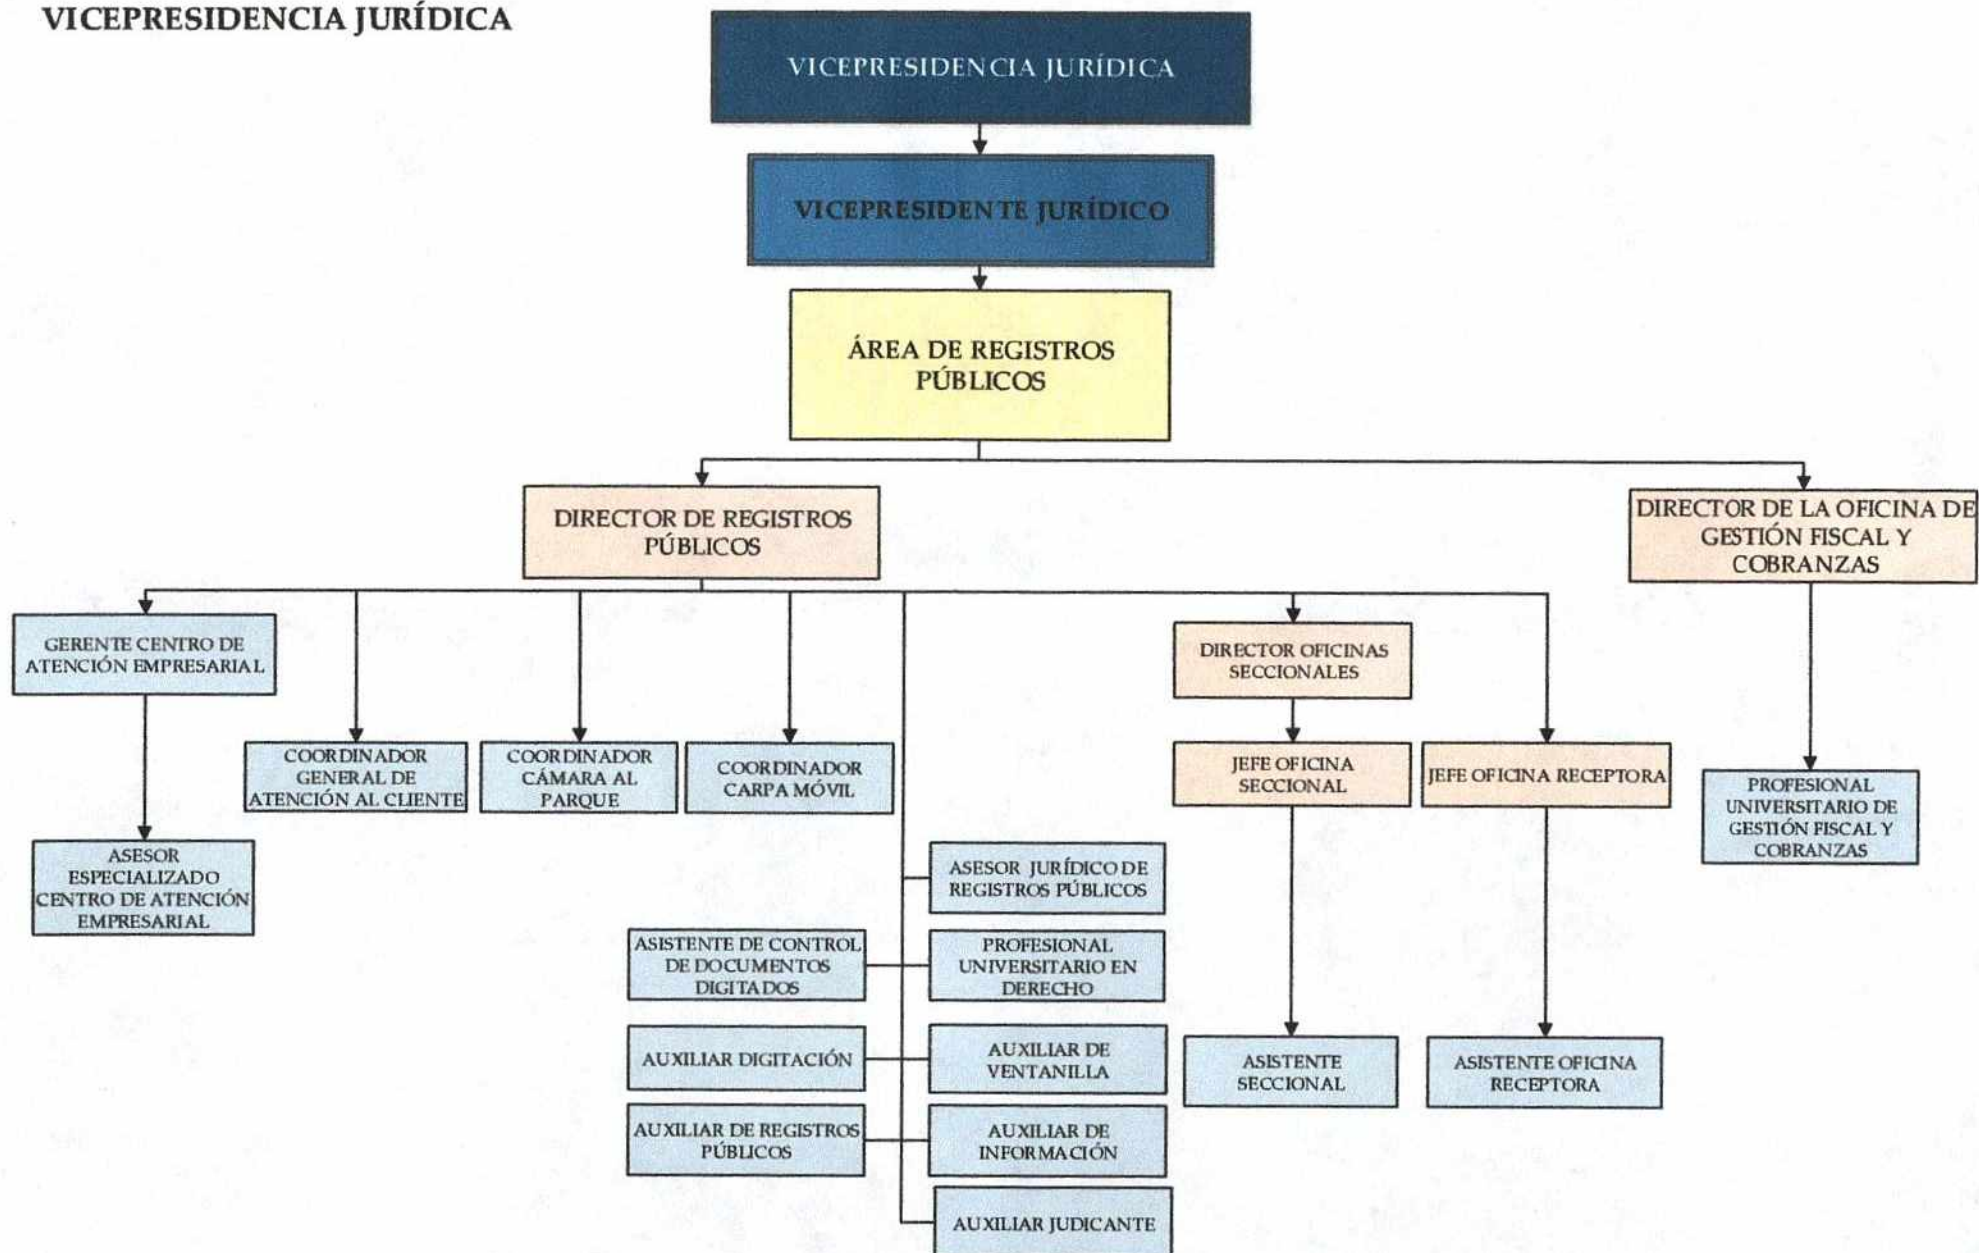 VICEPRESIDENCIA JURÍDICA
VICEPRESIDENCIA JURÍDICA
VICEPRESIDENTE JURÍDICO
ÁREA DE REGISTROS
PÚBLICOS
DIRECTOR DE REGISTROS
PÚBLICOS
DIRECTOR DE LA OFICINA DE
GESTIÓN FISCAL Y
COBRANZAS
GERENTE CENTRO DE
ATENCIÓN EMPRESARIAL
DIRECTOR OFICINAS
SECCIONALES
COORDINADOR
GENERAL DE
ATENCIÓN AL CLIENTE
COORDINADOR
CÁMARA AL
PARQUE
COORDINADOR
CARPA MÓVIL
JEFE OFICINA
SECCIONAL
JEFE OFICINA RECEPTORA
PROFESIONAL
UNIVERSITARIO DE
GESTIÓN FISCAL Y
COBRANZAS
ASESOR
ESPECIALIZADO
CENTRO DE ATENCIÓN
EMPRESARIAL
ASESOR JURÍDICO DE
REGISTROS PÚBLICOS
ASISTENTE DE CONTROL
DE DOCUMENTOS
DIGITADOS
PROFESIONAL
UNIVERSITARIO EN
DERECHO
AUXILIAR DIGITACIÓN
AUXILIAR DE
VENTANILLA
ASISTENTE
SECCIONAL
ASISTENTE OFICINA
RECEPTORA
AUXILIAR DE REGISTROS
PÚBLICOS
AUXILIAR DE
INFORMACIÓN
AUXILIAR JUDICANTE